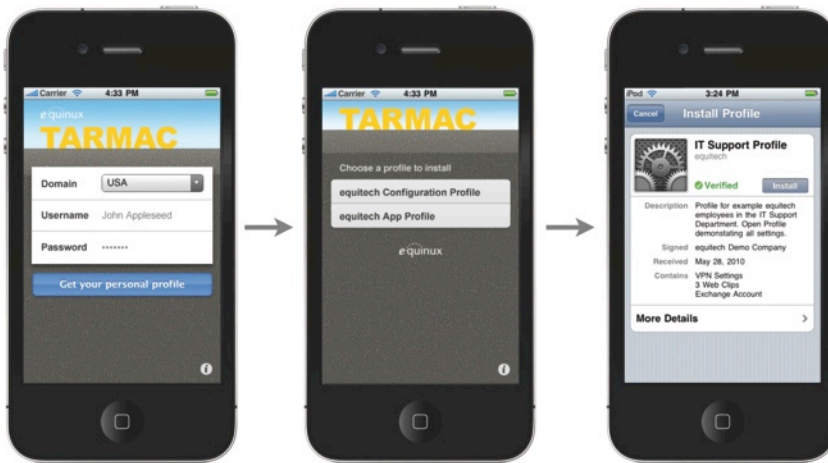 Carrier 4:33 PM
equinux
TARMAC
Domain USA
Username John Appleseed
Password
Get your personal profile
Carrier 4:33 PM
TARMAC
Choose a profile to install
equitech Configuration Profile
equitech App Profile
equinux
iPod 3:24 PM
Cancel Install Profile
IT Support Profile
equitech
Verified Install
Description Profile for example equitech
employees in the IT Support
Department. Open Profile
demonstating all settings.
Signed equitech Demo Company
Received May 28, 2010
Contains VPN Settings
3 Web Clips
Exchange Account
More Details